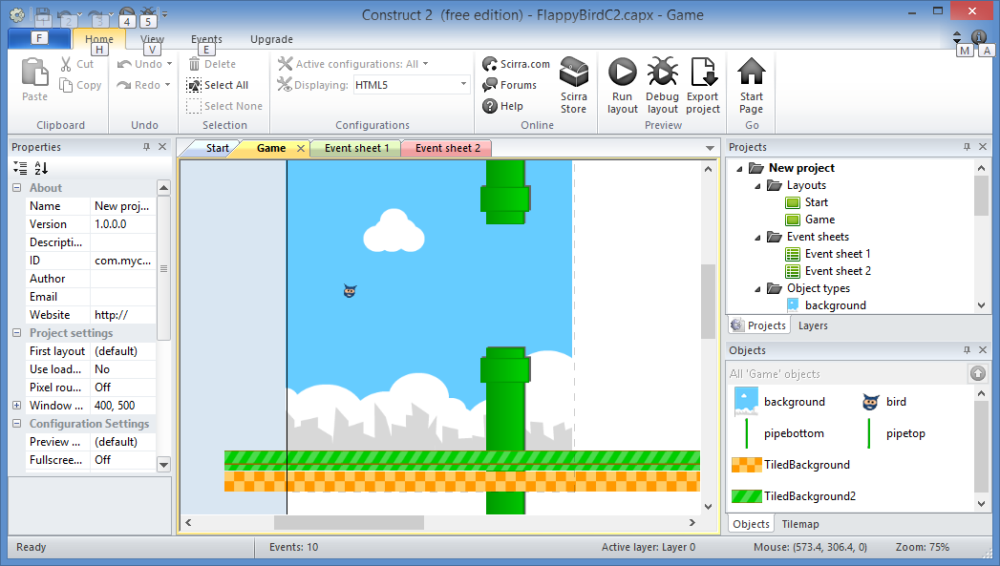 Construct 2 (free edition) - FlappyBirdC2.capx - Game
1 2 3 4 5
F Home View Events Upgrade
H V E M A
Paste Cut Copy
Clipboard
Undo Redo
Undo
Delete
Select All
Select None
Selection
Active configurations: All
Displaying: HTML5
Configurations
Scirra.com
Forums
Help
Scirra Store
Online
Run layout
Debug layout
Export project
Preview
Start Page
Go
Properties
About
Name New proj...
Version 1.0.0.0
Descripti...
ID com.myc...
Author
Email
Website http://
Project settings
First layout (default)
Use load... No
Pixel rou... Off
Window ... 400, 500
Configuration Settings
Preview ... (default)
Fullscree... Off
Start Game Event sheet 1 Event sheet 2
Projects
New project
Layouts
Start
Game
Event sheets
Event sheet 1
Event sheet 2
Object types
background
Projects Layers
Objects
All 'Game' objects
background bird
pipebottom pipetop
TiledBackground
TiledBackground2
Objects Tilemap
Ready Events: 10 Active layer: Layer 0 Mouse: (573.4, 306.4, 0) Zoom: 75%